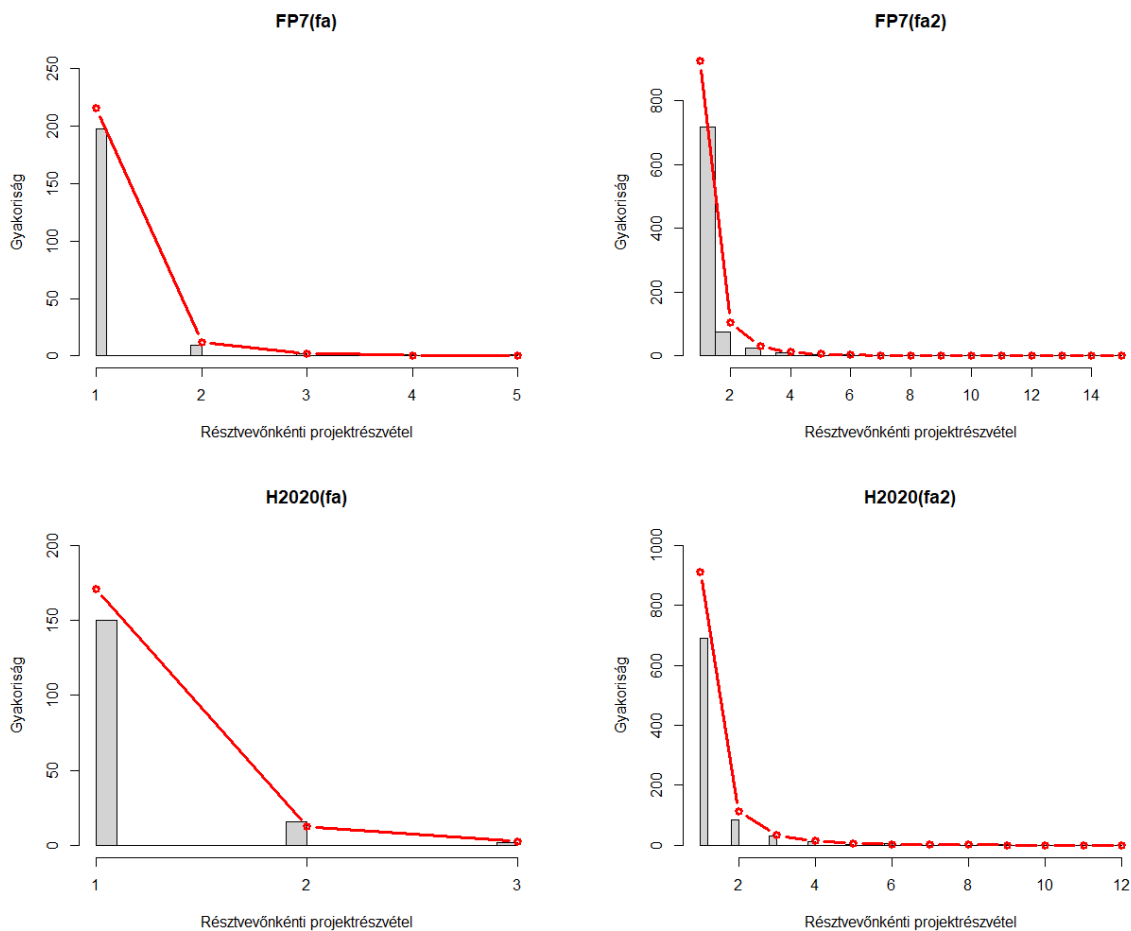 FP7(fa)
250
200
150
100
50
0
Gyakoriság
1 2 3 4 5
Résztvevőnkénti projektrészvétel
FP7(fa2)
800
600
400
200
0
Gyakoriság
2 4 6 8 10 12 14
Résztvevőnkénti projektrészvétel
H2020(fa)
200
150
100
50
0
Gyakoriság
1 2 3
Résztvevőnkénti projektrészvétel
H2020(fa2)
1000
800
600
400
200
0
Gyakoriság
2 4 6 8 10 12
Résztvevőnkénti projektrészvétel